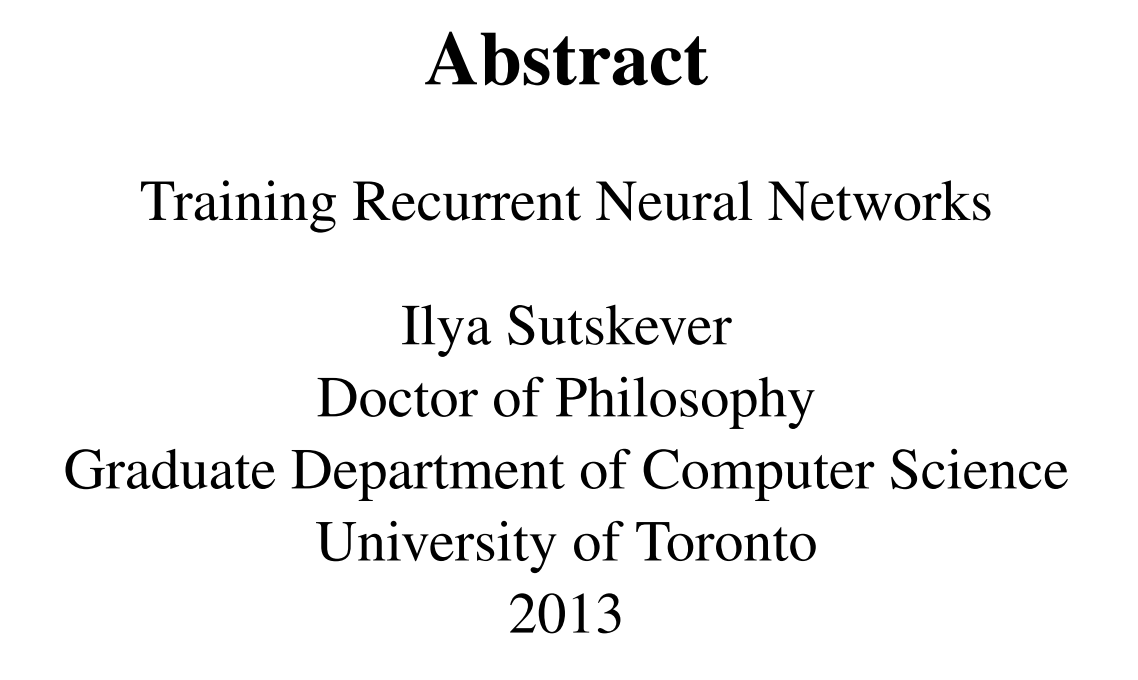 Abstract
Training Recurrent Neural Networks
Ilya Sutskever
Doctor of Philosophy
Graduate Department of Computer Science
University of Toronto
2013